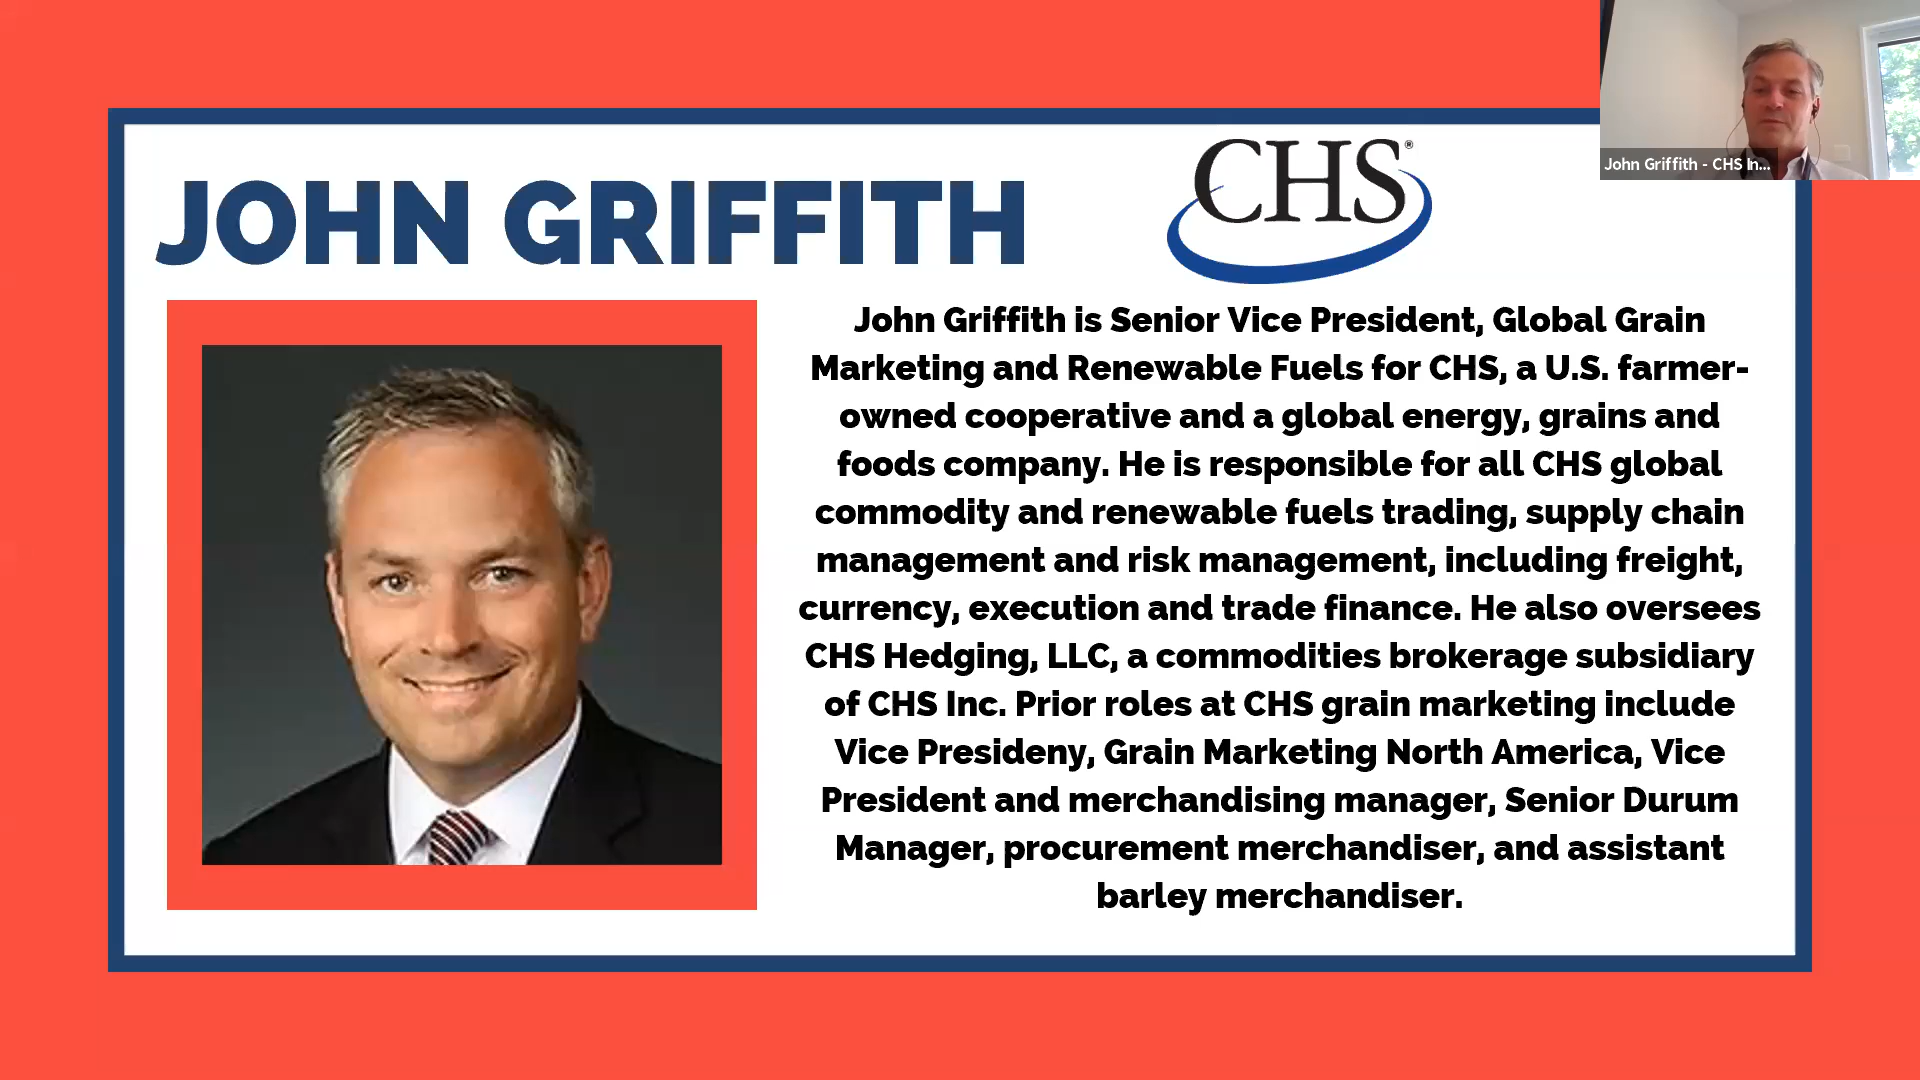 John Griffith - CHS In...
JOHN GRIFFITH
CHS®
John Griffith is Senior Vice President, Global Grain
Marketing and Renewable Fuels for CHS, a U.S. farmer-
owned cooperative and a global energy, grains and
foods company. He is responsible for all CHS global
commodity and renewable fuels trading, supply chain
management and risk management, including freight,
currency, execution and trade finance. He also oversees
CHS Hedging, LLC, a commodities brokerage subsidiary
of CHS Inc. Prior roles at CHS grain marketing include
Vice Presideny, Grain Marketing North America, Vice
President and merchandising manager, Senior Durum
Manager, procurement merchandiser, and assistant
barley merchandiser.